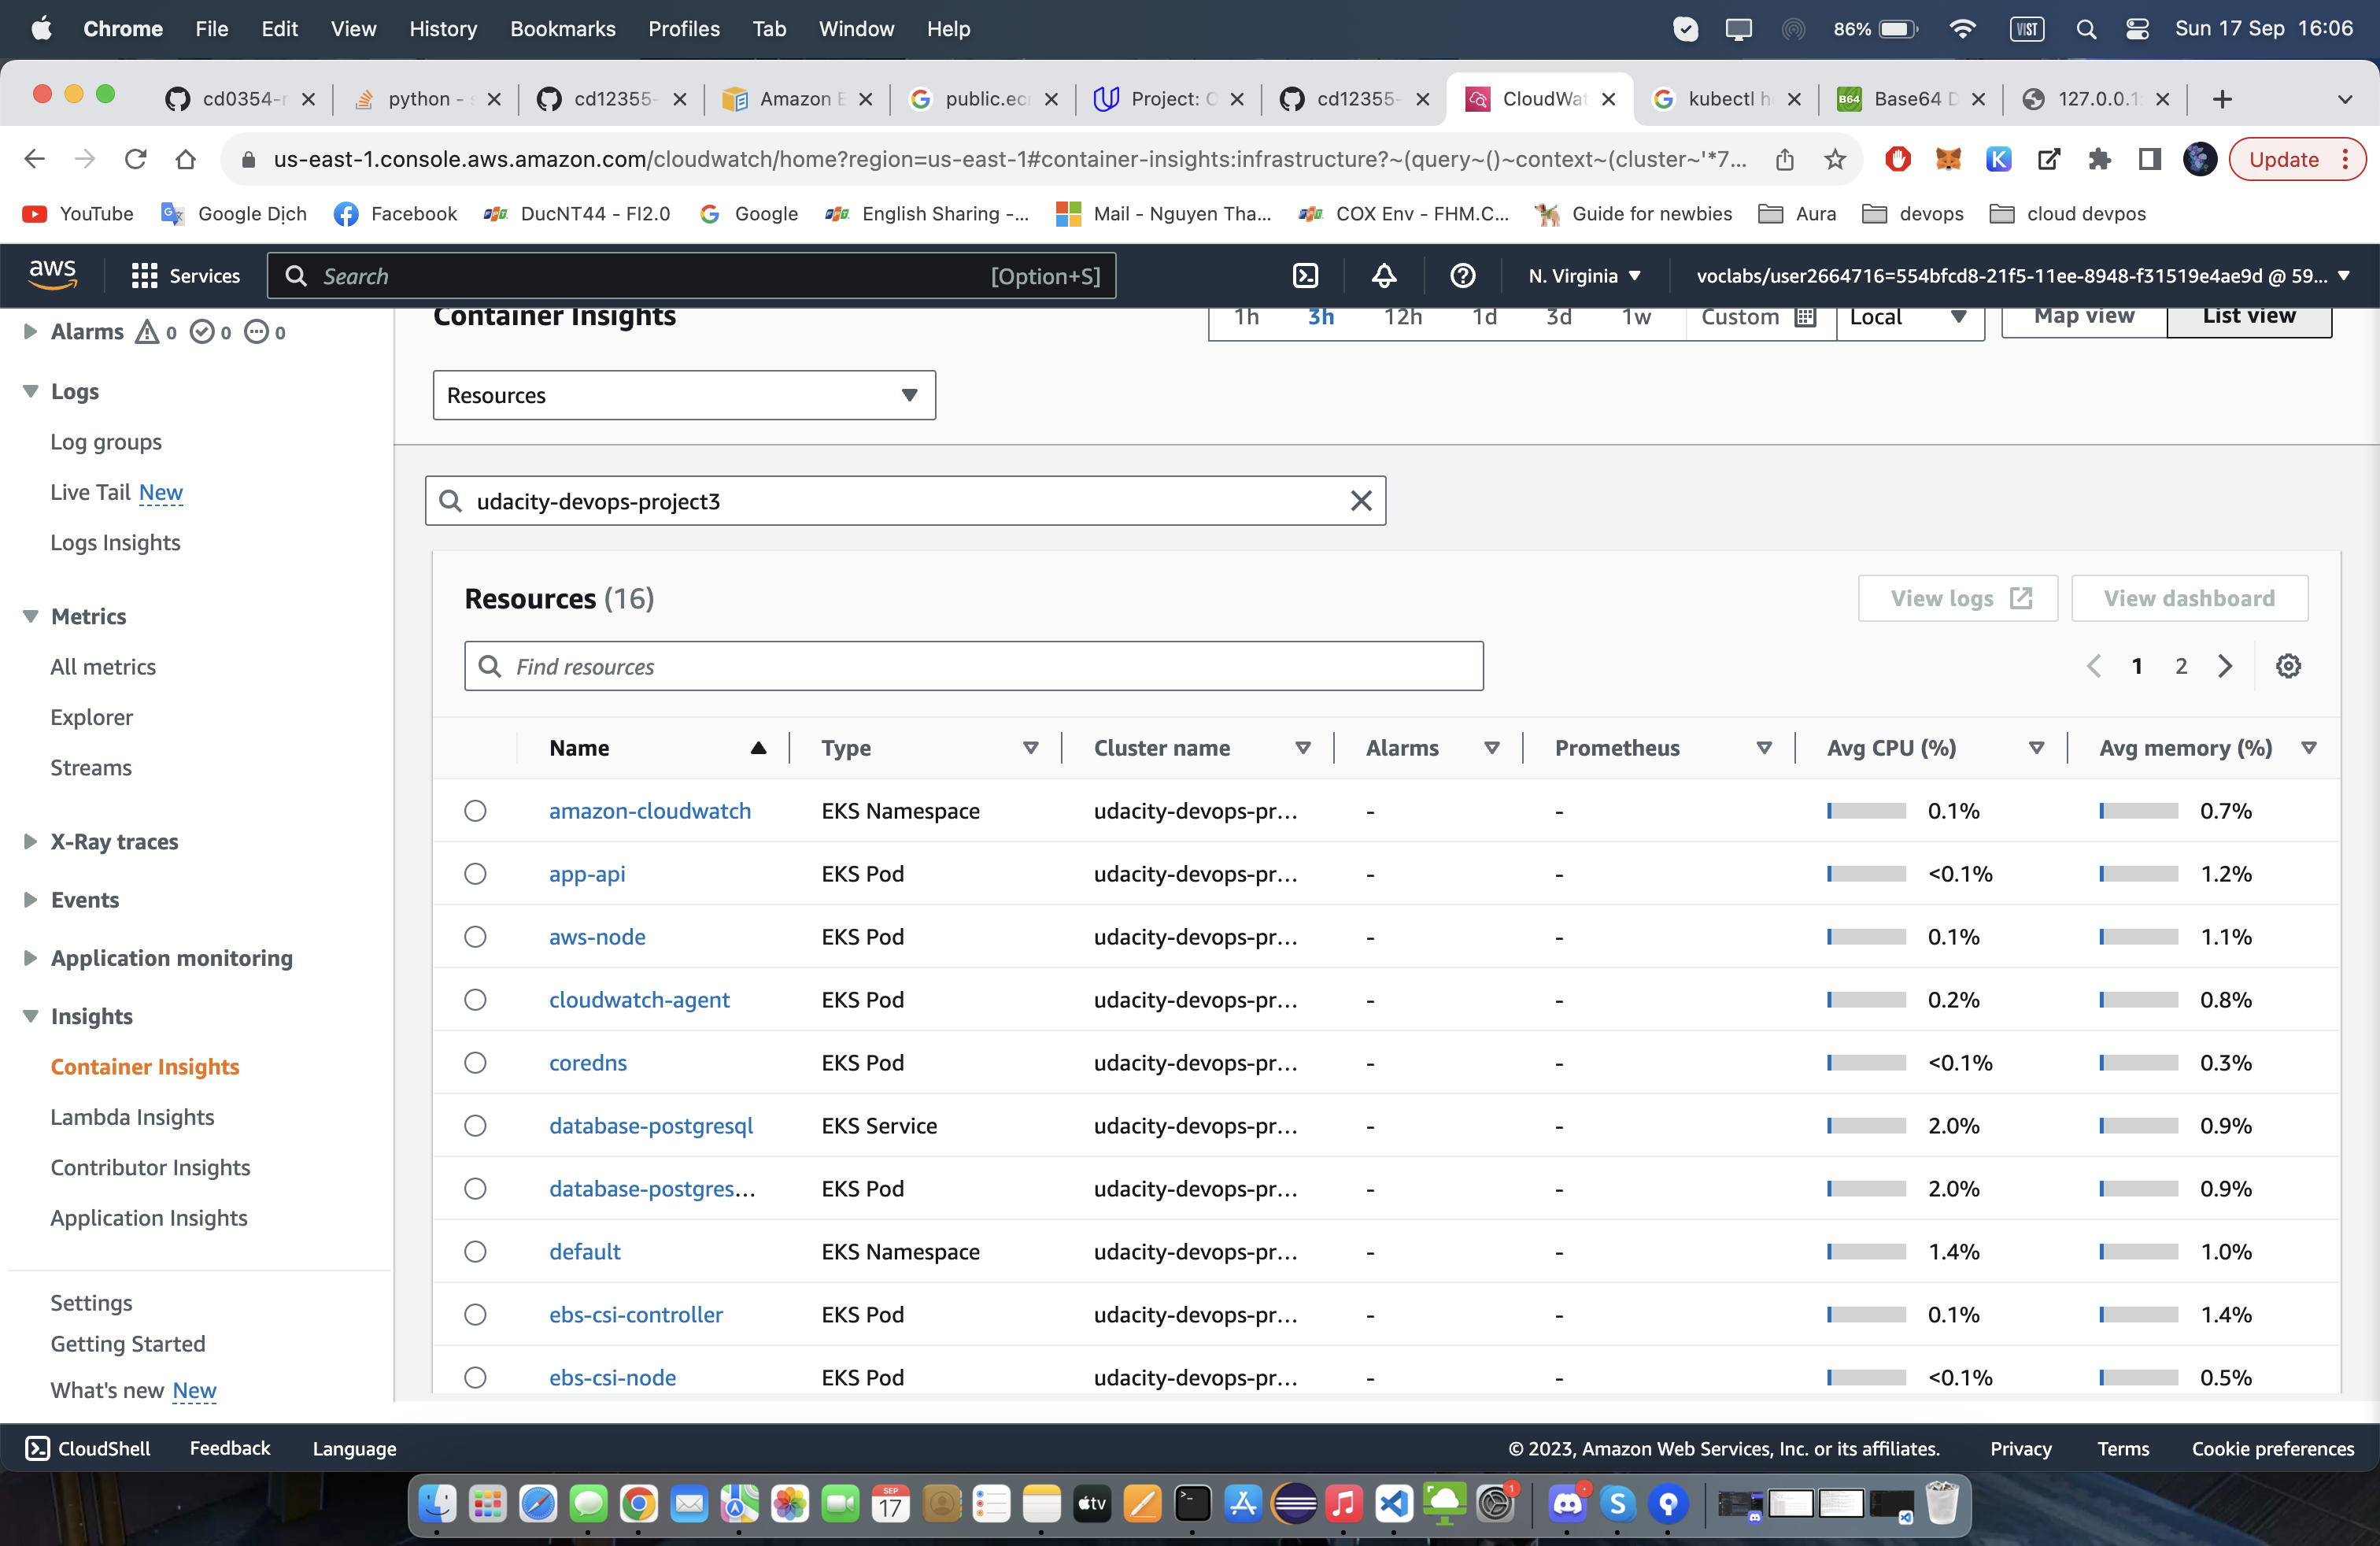 Chrome File Edit View History Bookmarks Profiles Tab Window Help 86% VIST Sun 17 Sep 16:06
cd0354-r python - cd12355- Amazon E public.ecr Project: C cd12355- CloudWat kubectl h B64 Base64 D 127.0.0.1:
us-east-1.console.aws.amazon.com/cloudwatch/home?region=us-east-1#container-insights:infrastructure?~(query~()~context~(cluster~'*7... K Update
YouTube Google Dịch Facebook DucNT44 - FI2.0 Google English Sharing -... Mail - Nguyen Tha... COX Env - FHM.C... Guide for newbies Aura devops cloud devpos
aws Services Search [Option+S] N. Virginia voclabs/user2664716=554bfcd8-21f5-11ee-8948-f31519e4ae9d @ 59...
Alarms 0 0 0
Logs
Log groups
Live Tail New
Logs Insights
Metrics
All metrics
Explorer
Streams
X-Ray traces
Events
Application monitoring
Insights
Container Insights
Lambda Insights
Contributor Insights
Application Insights
Settings
Getting Started
What's new New
Container Insights 1h 3h 12h 1d 3d 1w Custom Local Map view List view
Resources
udacity-devops-project3
Resources (16) View logs View dashboard
Find resources 1 2
Name Type Cluster name Alarms Prometheus Avg CPU (%) Avg memory (%)
amazon-cloudwatch EKS Namespace udacity-devops-pr... - - 0.1% 0.7%
app-api EKS Pod udacity-devops-pr... - - <0.1% 1.2%
aws-node EKS Pod udacity-devops-pr... - - 0.1% 1.1%
cloudwatch-agent EKS Pod udacity-devops-pr... - - 0.2% 0.8%
coredns EKS Pod udacity-devops-pr... - - <0.1% 0.3%
database-postgresql EKS Service udacity-devops-pr... - - 2.0% 0.9%
database-postgres... EKS Pod udacity-devops-pr... - - 2.0% 0.9%
default EKS Namespace udacity-devops-pr... - - 1.4% 1.0%
ebs-csi-controller EKS Pod udacity-devops-pr... - - 0.1% 1.4%
ebs-csi-node EKS Pod udacity-devops-pr... - - <0.1% 0.5%
CloudShell Feedback Language © 2023, Amazon Web Services, Inc. or its affiliates. Privacy Terms Cookie preferences
SEP
17 tv 1